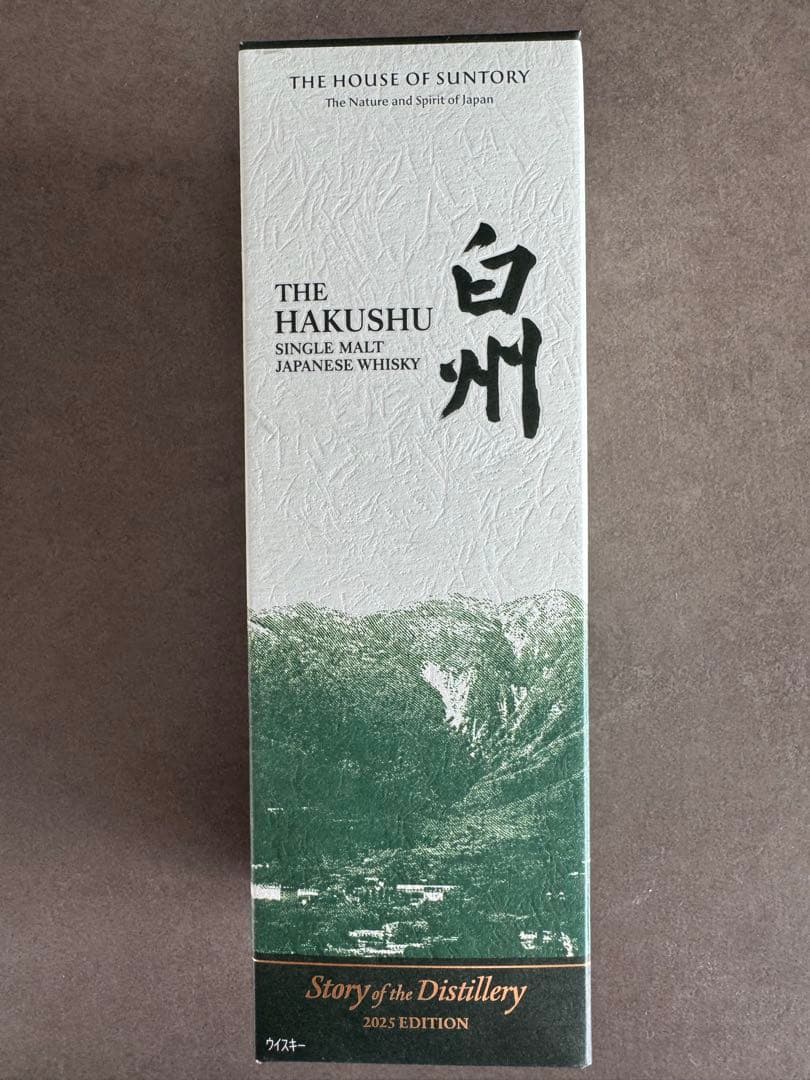 THE HOUSE OF SUNTORY
The Nature and Spirit of Japan
白州
THE
HAKUSHU
SINGLE MALT
JAPANESE WHISKY
Story of the Distillery
2025 EDITION
ウイスキー